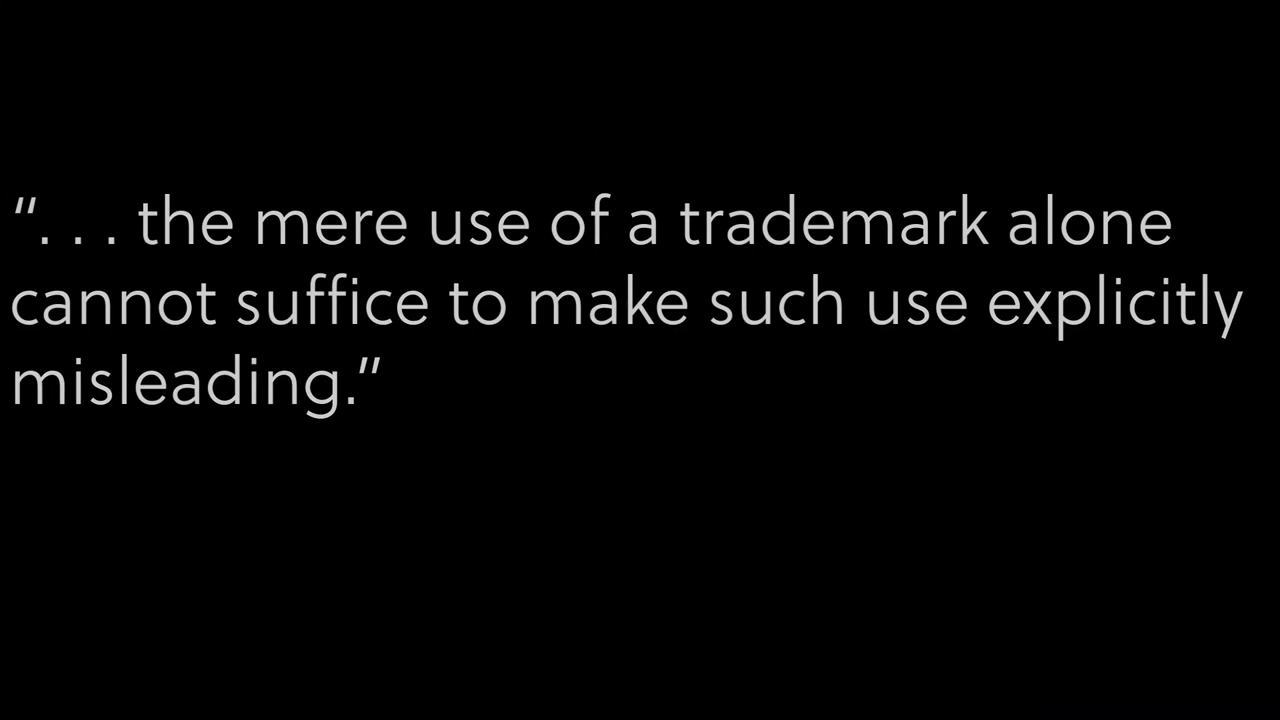 “. . . the mere use of a trademark alone
cannot suffice to make such use explicitly
misleading.”